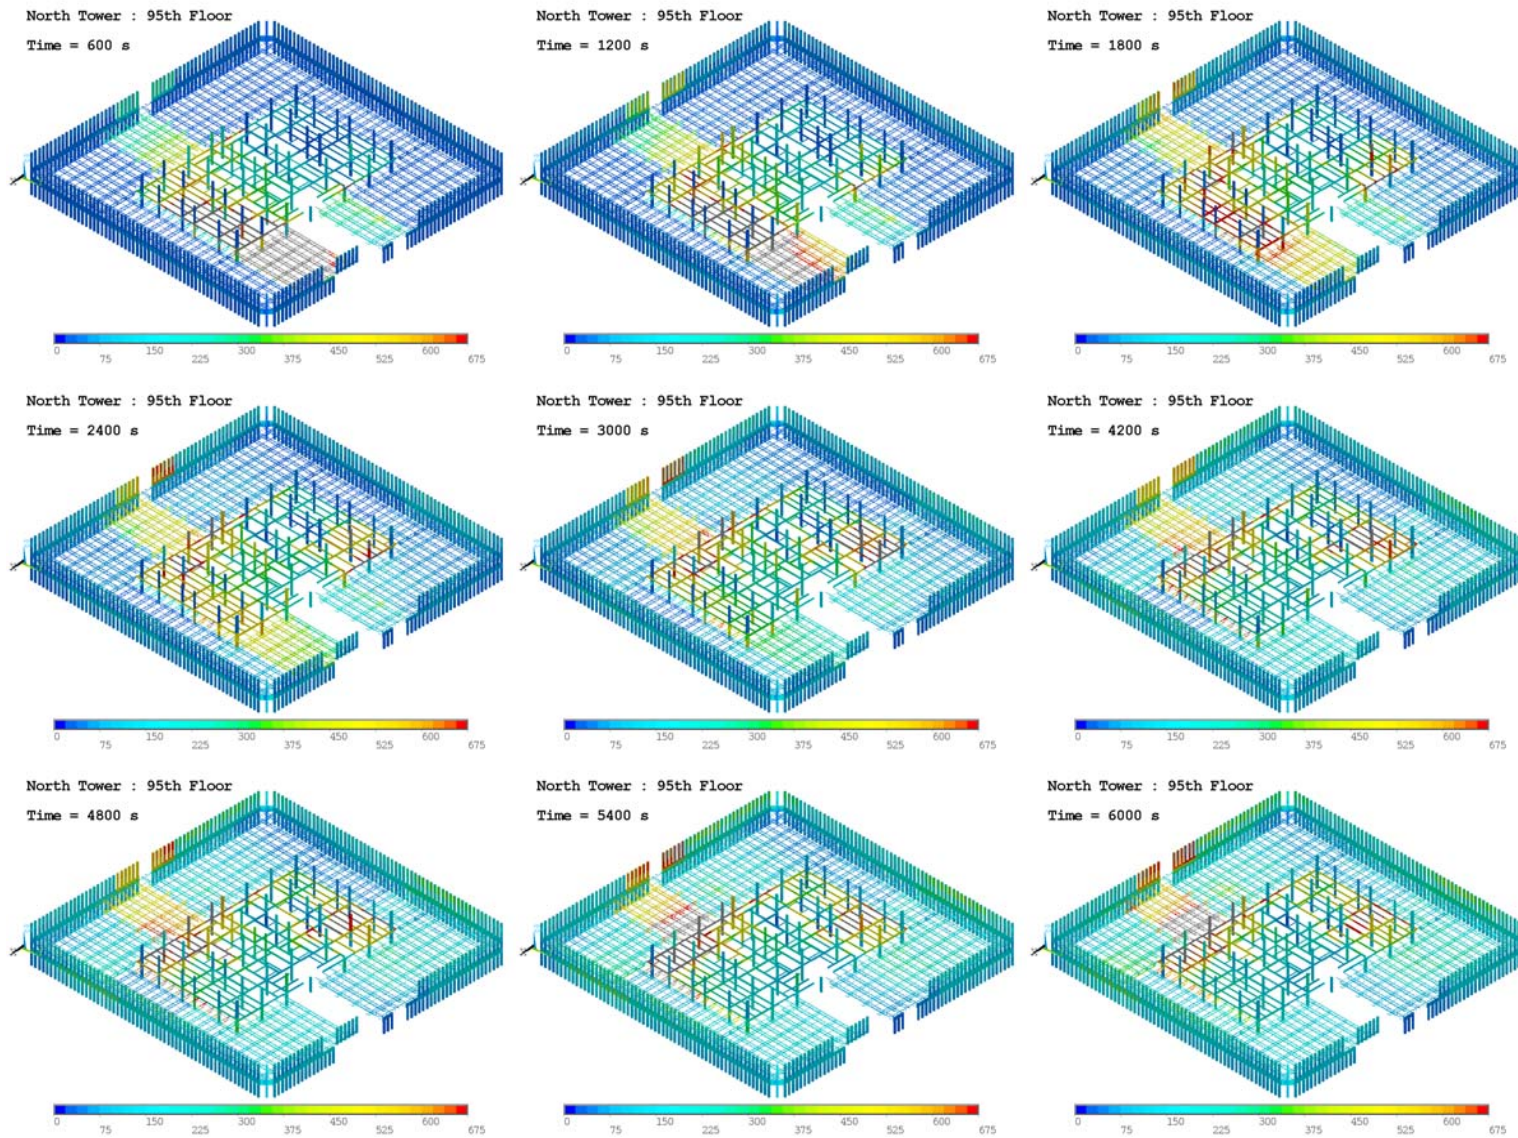 North Tower : 95th Floor
Time = 600 s
0 75 150 225 300 375 450 525 600 675
North Tower : 95th Floor
Time = 1200 s
0 75 150 225 300 375 450 525 600 675
North Tower : 95th Floor
Time = 1800 s
0 75 150 225 300 375 450 525 600 675
North Tower : 95th Floor
Time = 2400 s
0 75 150 225 300 375 450 525 600 675
North Tower : 95th Floor
Time = 3000 s
0 75 150 225 300 375 450 525 600 675
North Tower : 95th Floor
Time = 4200 s
0 75 150 225 300 375 450 525 600 675
North Tower : 95th Floor
Time = 4800 s
0 75 150 225 300 375 450 525 600 675
North Tower : 95th Floor
Time = 5400 s
0 75 150 225 300 375 450 525 600 675
North Tower : 95th Floor
Time = 6000 s
0 75 150 225 300 375 450 525 600 675